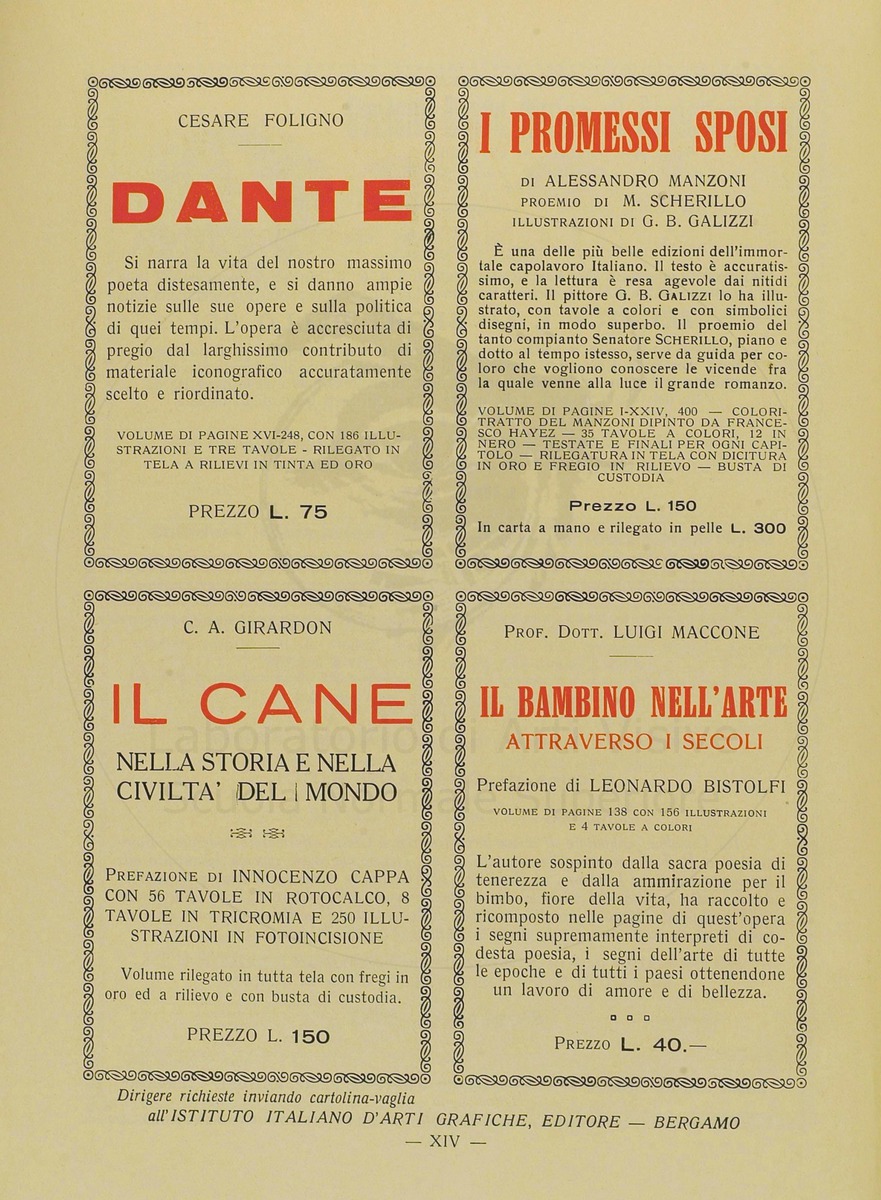 CESARE FOLIGNO
DANTE
Si narra la vita del nostro massimo
poeta distesamente, e si danno ampie
notizie sulle sue opere e sulla politica
di quei tempi. L'opera è accresciuta di
pregio dal larghissimo contributo di
materiale iconografico accuratamente
scelto e riordinato.
VOLUME DI PAGINE XVI-248, CON 186 ILLU-
STRAZIONI E TRE TAVOLE - RILEGATO IN
TELA A RILIEVI IN TINTA ED ORO
PREZZO L. 75
I PROMESSI SPOSI
DI ALESSANDRO MANZONI
PROEMIO DI M. SCHERILLO
ILLUSTRAZIONI DI G. B. GALIZZI
È una delle più belle edizioni dell'immor-
tale capolavoro Italiano. Il testo è accuratis-
simo, e la lettura è resa agevole dai nitidi
caratteri. Il pittore G. B. GALIZZI lo ha illu-
strato, con tavole a colori e con simbolici
disegni, in modo superbo. Il proemio del
tanto compianto Senatore SCHERILLO, piano e
dotto al tempo istesso, serve da guida per co-
loro che vogliono conoscere le vicende fra
la quale venne alla luce il grande romanzo.
VOLUME DI PAGINE I-XXIV, 400 — COLORI-
TRATTO DEL MANZONI DIPINTO DA FRANCE-
SCO HAYEZ — 35 TAVOLE A COLORI, 12 IN
NERO — TESTATE E FINALI PER OGNI CAPI-
TOLO — RILEGATURA IN TELA CON DICITURA
IN ORO E FREGIO IN RILIEVO — BUSTA DI
CUSTODIA
Prezzo L. 150
In carta a mano e rilegato in pelle L. 300
C. A. GIRARDON
IL CANE
NELLA STORIA E NELLA
CIVILTA' DEL MONDO
PREFAZIONE DI INNOCENZO CAPPA
CON 56 TAVOLE IN ROTOCALCO, 8
TAVOLE IN TRICROMIA E 250 ILLU-
STRAZIONI IN FOTOINCISIONE
Volume rilegato in tutta tela con fregi in
oro ed a rilievo e con busta di custodia.
PREZZO L. 150
PROF. DOTT. LUIGI MACCONE
IL BAMBINO NELL'ARTE
ATTRAVERSO I SECOLI
Prefazione di LEONARDO BISTOLFI
VOLUME DI PAGINE 138 CON 156 ILLUSTRAZIONI
E 4 TAVOLE A COLORI
L'autore sospinto dalla sacra poesia di
tenerezza e dalla ammirazione per il
bimbo, fiore della vita, ha raccolto e
ricomposto nelle pagine di quest'opera
i segni supremamente interpreti di co-
desta poesia, i segni dell'arte di tutte
le epoche e di tutti i paesi ottenendone
un lavoro di amore e di bellezza.
PREZZO L. 40.—
Dirigere richieste inviando cartolina-vaglia
all'ISTITUTO ITALIANO D'ARTI GRAFICHE, EDITORE — BERGAMO
— XIV —